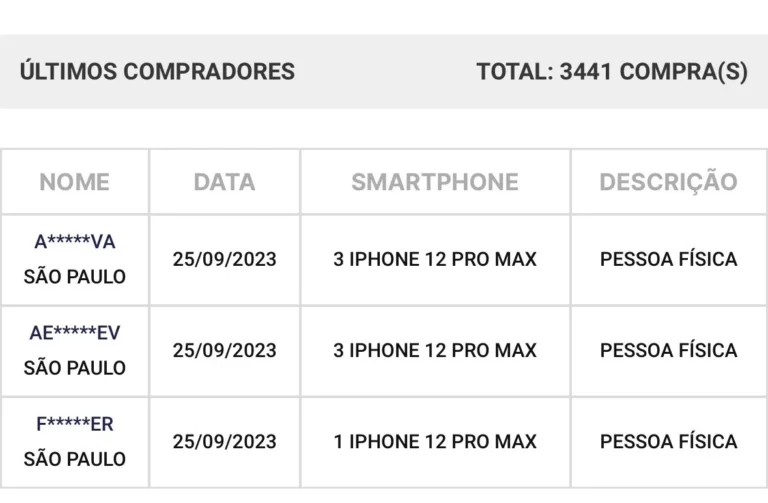 ÚLTIMOS COMPRADORES TOTAL: 3441 COMPRA(S)
NOME DATA SMARTPHONE DESCRIÇÃO
A*****VA
SÃO PAULO
25/09/2023 3 IPHONE 12 PRO MAX PESSOA FÍSICA
AE*****EV
SÃO PAULO
25/09/2023 3 IPHONE 12 PRO MAX PESSOA FÍSICA
F*****ER
SÃO PAULO
25/09/2023 1 IPHONE 12 PRO MAX PESSOA FÍSICA